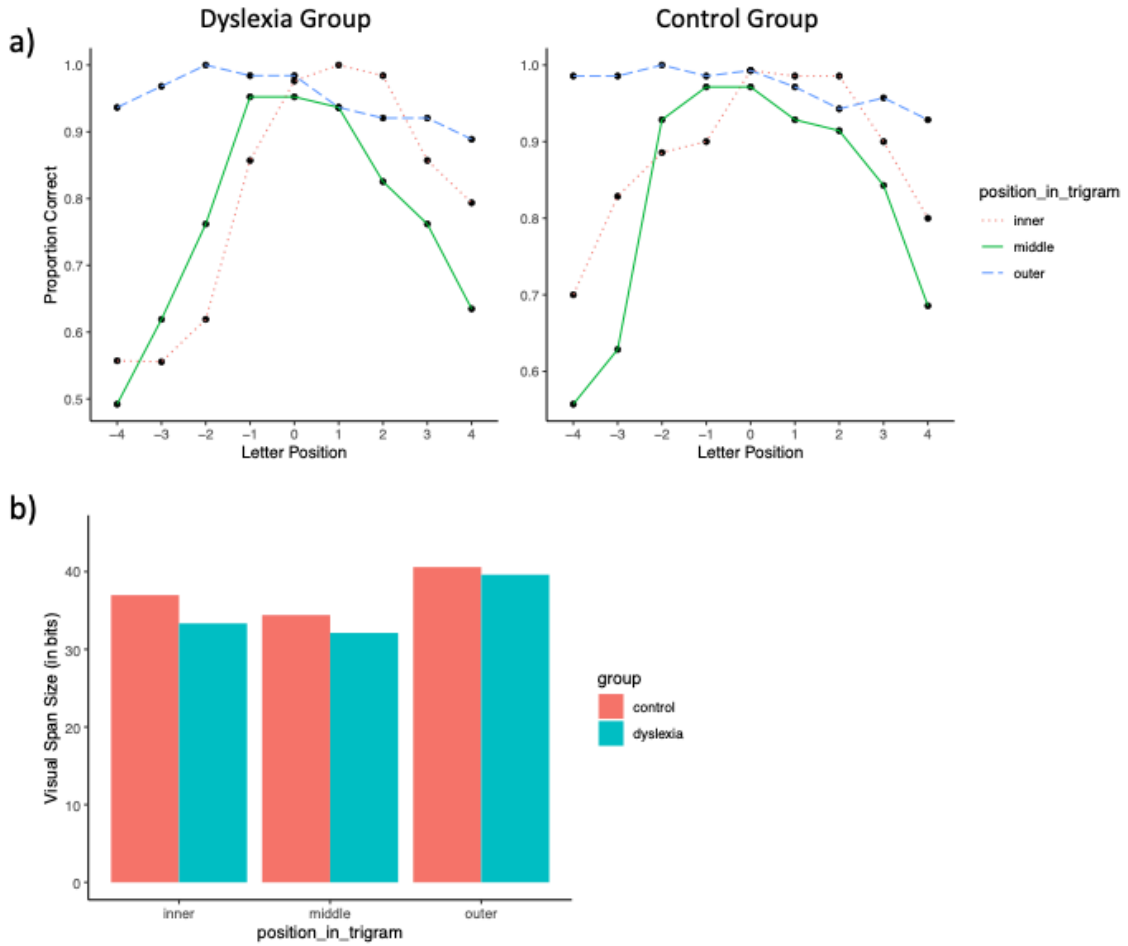 Dyslexia Group
Control Group
a)
1.0
0.9
0.8
0.7
0.6
0.5
Proportion Correct
−4 −3 −2 −1 0 1 2 3 4
Letter Position
1.0
0.9
0.8
0.7
0.6
−4 −3 −2 −1 0 1 2 3 4
Letter Position
position_in_trigram
inner
middle
outer
b)
40
30
20
10
0
Visual Span Size (in bits)
inner middle outer
position_in_trigram
group
control
dyslexia